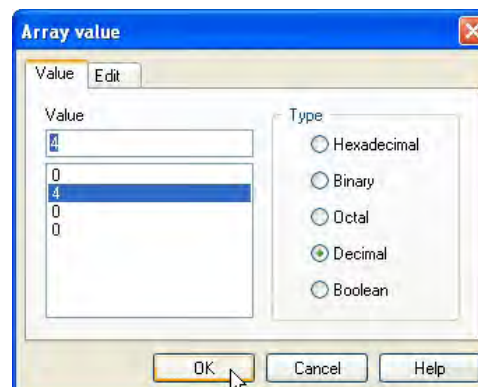 Array value
Value Edit
Value
4
0
4
0
0
Type
Hexadecimal
Binary
Octal
Decimal
Boolean
OK Cancel Help